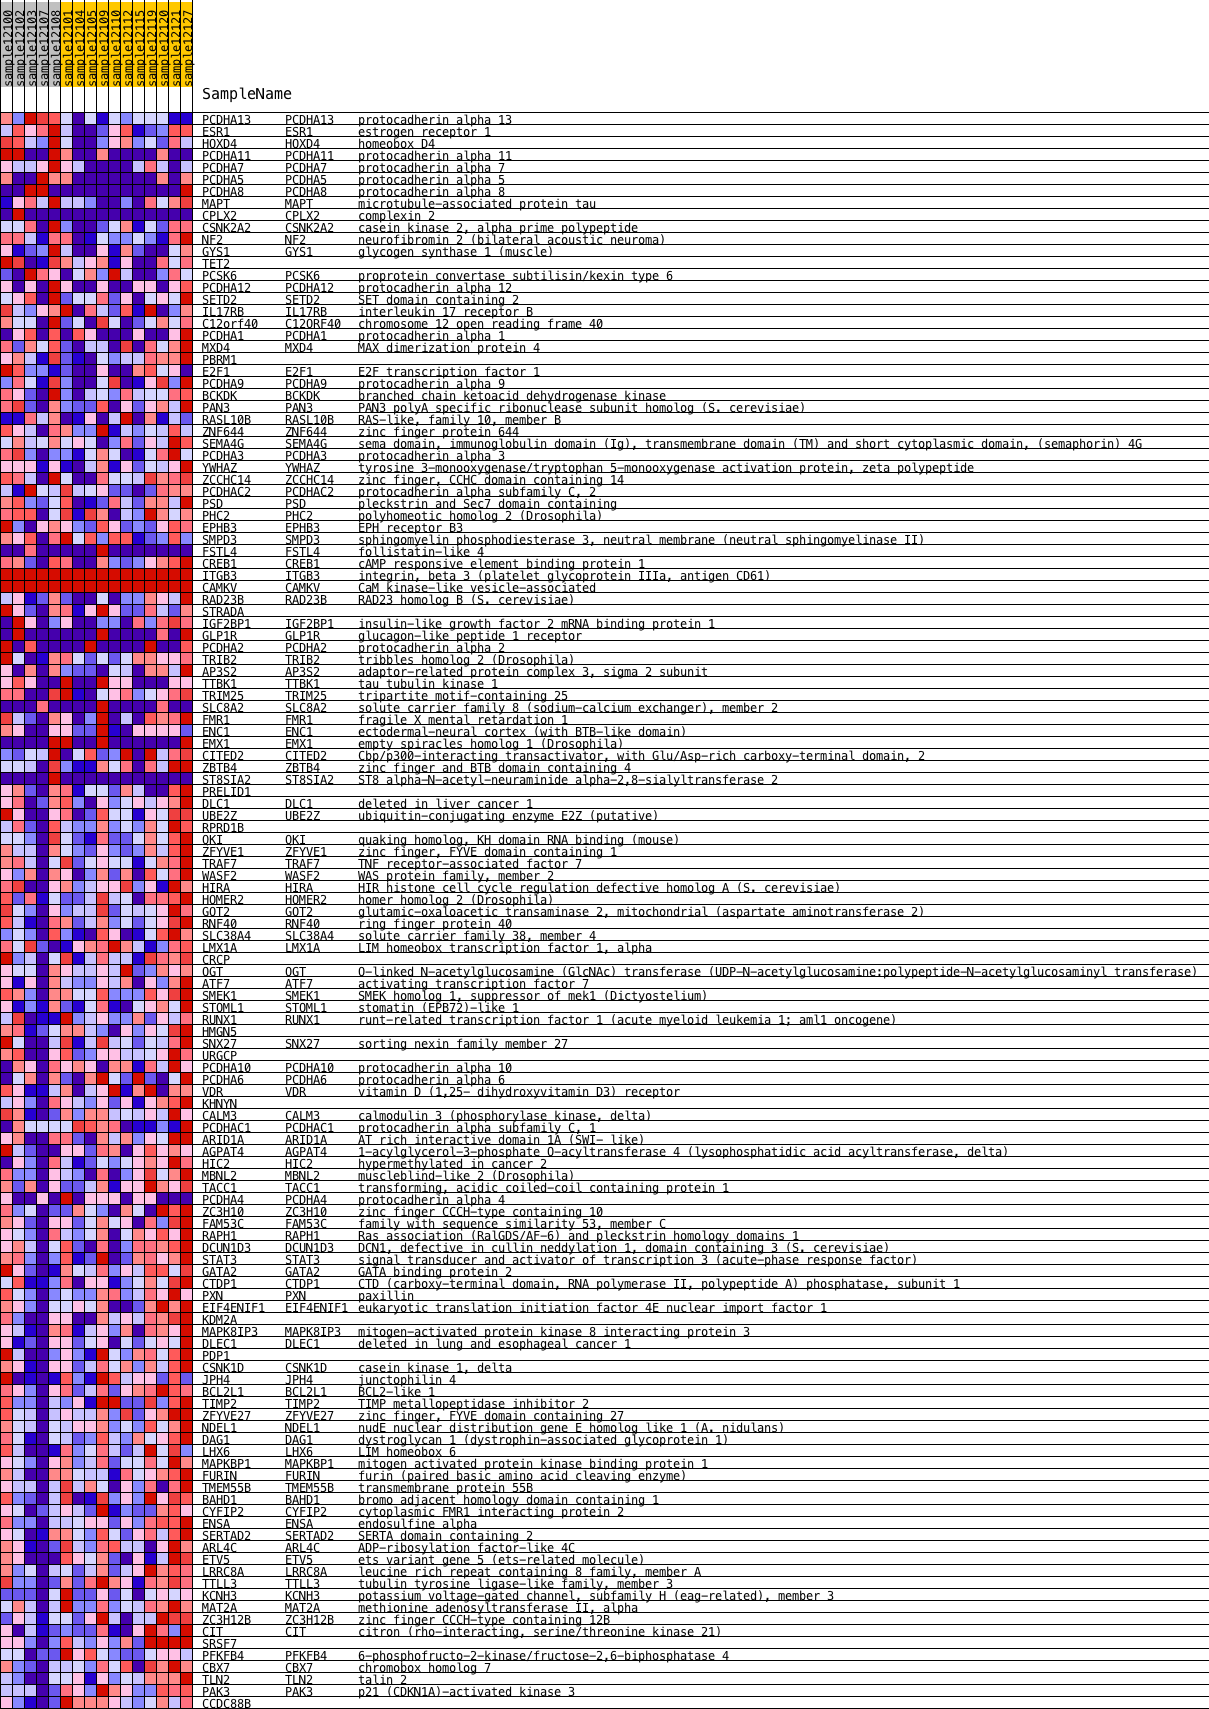 sample12100
sample12102
sample12103
sample12107
sample12108
sample12101
sample12104
sample12105
sample12109
sample12110
sample12112
sample12115
sample12119
sample12120
sample12121
sample12127
SampleName
PCDHA13 PCDHA13 protocadherin alpha 13
ESR1 ESR1 estrogen receptor 1
HOXD4 HOXD4 homeobox D4
PCDHA11 PCDHA11 protocadherin alpha 11
PCDHA7 PCDHA7 protocadherin alpha 7
PCDHA5 PCDHA5 protocadherin alpha 5
PCDHA8 PCDHA8 protocadherin alpha 8
MAPT MAPT microtubule-associated protein tau
CPLX2 CPLX2 complexin 2
CSNK2A2 CSNK2A2 casein kinase 2, alpha prime polypeptide
NF2 NF2 neurofibromin 2 (bilateral acoustic neuroma)
GYS1 GYS1 glycogen synthase 1 (muscle)
TET2
PCSK6 PCSK6 proprotein convertase subtilisin/kexin type 6
PCDHA12 PCDHA12 protocadherin alpha 12
SETD2 SETD2 SET domain containing 2
IL17RB IL17RB interleukin 17 receptor B
C12orf40 C12ORF40 chromosome 12 open reading frame 40
PCDHA1 PCDHA1 protocadherin alpha 1
MXD4 MXD4 MAX dimerization protein 4
PBRM1
E2F1 E2F1 E2F transcription factor 1
PCDHA9 PCDHA9 protocadherin alpha 9
BCKDK BCKDK branched chain ketoacid dehydrogenase kinase
PAN3 PAN3 PAN3 polyA specific ribonuclease subunit homolog (S. cerevisiae)
RASL10B RASL10B RAS-like, family 10, member B
ZNF644 ZNF644 zinc finger protein 644
SEMA4G SEMA4G sema domain, immunoglobulin domain (Ig), transmembrane domain (TM) and short cytoplasmic domain, (semaphorin) 4G
PCDHA3 PCDHA3 protocadherin alpha 3
YWHAZ YWHAZ tyrosine 3-monooxygenase/tryptophan 5-monooxygenase activation protein, zeta polypeptide
ZCCHC14 ZCCHC14 zinc finger, CCHC domain containing 14
PCDHAC2 PCDHAC2 protocadherin alpha subfamily C, 2
PSD PSD pleckstrin and Sec7 domain containing
PHC2 PHC2 polyhomeotic homolog 2 (Drosophila)
EPHB3 EPHB3 EPH receptor B3
SMPD3 SMPD3 sphingomyelin phosphodiesterase 3, neutral membrane (neutral sphingomyelinase II)
FSTL4 FSTL4 follistatin-like 4
CREB1 CREB1 cAMP responsive element binding protein 1
ITGB3 ITGB3 integrin, beta 3 (platelet glycoprotein IIIa, antigen CD61)
CAMKV CAMKV CaM kinase-like vesicle-associated
RAD23B RAD23B RAD23 homolog B (S. cerevisiae)
STRADA
IGF2BP1 IGF2BP1 insulin-like growth factor 2 mRNA binding protein 1
GLP1R GLP1R glucagon-like peptide 1 receptor
PCDHA2 PCDHA2 protocadherin alpha 2
TRIB2 TRIB2 tribbles homolog 2 (Drosophila)
AP3S2 AP3S2 adaptor-related protein complex 3, sigma 2 subunit
TTBK1 TTBK1 tau tubulin kinase 1
TRIM25 TRIM25 tripartite motif-containing 25
SLC8A2 SLC8A2 solute carrier family 8 (sodium-calcium exchanger), member 2
FMR1 FMR1 fragile X mental retardation 1
ENC1 ENC1 ectodermal-neural cortex (with BTB-like domain)
EMX1 EMX1 empty spiracles homolog 1 (Drosophila)
CITED2 CITED2 Cbp/p300-interacting transactivator, with Glu/Asp-rich carboxy-terminal domain, 2
ZBTB4 ZBTB4 zinc finger and BTB domain containing 4
ST8SIA2 ST8SIA2 ST8 alpha-N-acetyl-neuraminide alpha-2,8-sialyltransferase 2
PRELID1
DLC1 DLC1 deleted in liver cancer 1
UBE2Z UBE2Z ubiquitin-conjugating enzyme E2Z (putative)
RPRD1B
QKI QKI quaking homolog, KH domain RNA binding (mouse)
ZFYVE1 ZFYVE1 zinc finger, FYVE domain containing 1
TRAF7 TRAF7 TNF receptor-associated factor 7
WASF2 WASF2 WAS protein family, member 2
HIRA HIRA HIR histone cell cycle regulation defective homolog A (S. cerevisiae)
HOMER2 HOMER2 homer homolog 2 (Drosophila)
GOT2 GOT2 glutamic-oxaloacetic transaminase 2, mitochondrial (aspartate aminotransferase 2)
RNF40 RNF40 ring finger protein 40
SLC38A4 SLC38A4 solute carrier family 38, member 4
LMX1A LMX1A LIM homeobox transcription factor 1, alpha
CRCP
OGT OGT O-linked N-acetylglucosamine (GlcNAc) transferase (UDP-N-acetylglucosamine:polypeptide-N-acetylglucosaminyl transferase)
ATF7 ATF7 activating transcription factor 7
SMEK1 SMEK1 SMEK homolog 1, suppressor of mek1 (Dictyostelium)
STOML1 STOML1 stomatin (EPB72)-like 1
RUNX1 RUNX1 runt-related transcription factor 1 (acute myeloid leukemia 1; aml1 oncogene)
HMGN5
SNX27 SNX27 sorting nexin family member 27
URGCP
PCDHA10 PCDHA10 protocadherin alpha 10
PCDHA6 PCDHA6 protocadherin alpha 6
VDR VDR vitamin D (1,25- dihydroxyvitamin D3) receptor
KHNYN
CALM3 CALM3 calmodulin 3 (phosphorylase kinase, delta)
PCDHAC1 PCDHAC1 protocadherin alpha subfamily C, 1
ARID1A ARID1A AT rich interactive domain 1A (SWI- like)
AGPAT4 AGPAT4 1-acylglycerol-3-phosphate O-acyltransferase 4 (lysophosphatidic acid acyltransferase, delta)
HIC2 HIC2 hypermethylated in cancer 2
MBNL2 MBNL2 muscleblind-like 2 (Drosophila)
TACC1 TACC1 transforming, acidic coiled-coil containing protein 1
PCDHA4 PCDHA4 protocadherin alpha 4
ZC3H10 ZC3H10 zinc finger CCCH-type containing 10
FAM53C FAM53C family with sequence similarity 53, member C
RAPH1 RAPH1 Ras association (RalGDS/AF-6) and pleckstrin homology domains 1
DCUN1D3 DCUN1D3 DCN1, defective in cullin neddylation 1, domain containing 3 (S. cerevisiae)
STAT3 STAT3 signal transducer and activator of transcription 3 (acute-phase response factor)
GATA2 GATA2 GATA binding protein 2
CTDP1 CTDP1 CTD (carboxy-terminal domain, RNA polymerase II, polypeptide A) phosphatase, subunit 1
PXN PXN paxillin
EIF4ENIF1 EIF4ENIF1 eukaryotic translation initiation factor 4E nuclear import factor 1
KDM2A
MAPK8IP3 MAPK8IP3 mitogen-activated protein kinase 8 interacting protein 3
DLEC1 DLEC1 deleted in lung and esophageal cancer 1
PDP1
CSNK1D CSNK1D casein kinase 1, delta
JPH4 JPH4 junctophilin 4
BCL2L1 BCL2L1 BCL2-like 1
TIMP2 TIMP2 TIMP metallopeptidase inhibitor 2
ZFYVE27 ZFYVE27 zinc finger, FYVE domain containing 27
NDEL1 NDEL1 nudE nuclear distribution gene E homolog like 1 (A. nidulans)
DAG1 DAG1 dystroglycan 1 (dystrophin-associated glycoprotein 1)
LHX6 LHX6 LIM homeobox 6
MAPKBP1 MAPKBP1 mitogen activated protein kinase binding protein 1
FURIN FURIN furin (paired basic amino acid cleaving enzyme)
TMEM55B TMEM55B transmembrane protein 55B
BAHD1 BAHD1 bromo adjacent homology domain containing 1
CYFIP2 CYFIP2 cytoplasmic FMR1 interacting protein 2
ENSA ENSA endosulfine alpha
SERTAD2 SERTAD2 SERTA domain containing 2
ARL4C ARL4C ADP-ribosylation factor-like 4C
ETV5 ETV5 ets variant gene 5 (ets-related molecule)
LRRC8A LRRC8A leucine rich repeat containing 8 family, member A
TTLL3 TTLL3 tubulin tyrosine ligase-like family, member 3
KCNH3 KCNH3 potassium voltage-gated channel, subfamily H (eag-related), member 3
MAT2A MAT2A methionine adenosyltransferase II, alpha
ZC3H12B ZC3H12B zinc finger CCCH-type containing 12B
CIT CIT citron (rho-interacting, serine/threonine kinase 21)
SRSF7
PFKFB4 PFKFB4 6-phosphofructo-2-kinase/fructose-2,6-biphosphatase 4
CBX7 CBX7 chromobox homolog 7
TLN2 TLN2 talin 2
PAK3 PAK3 p21 (CDKN1A)-activated kinase 3
CCDC88B